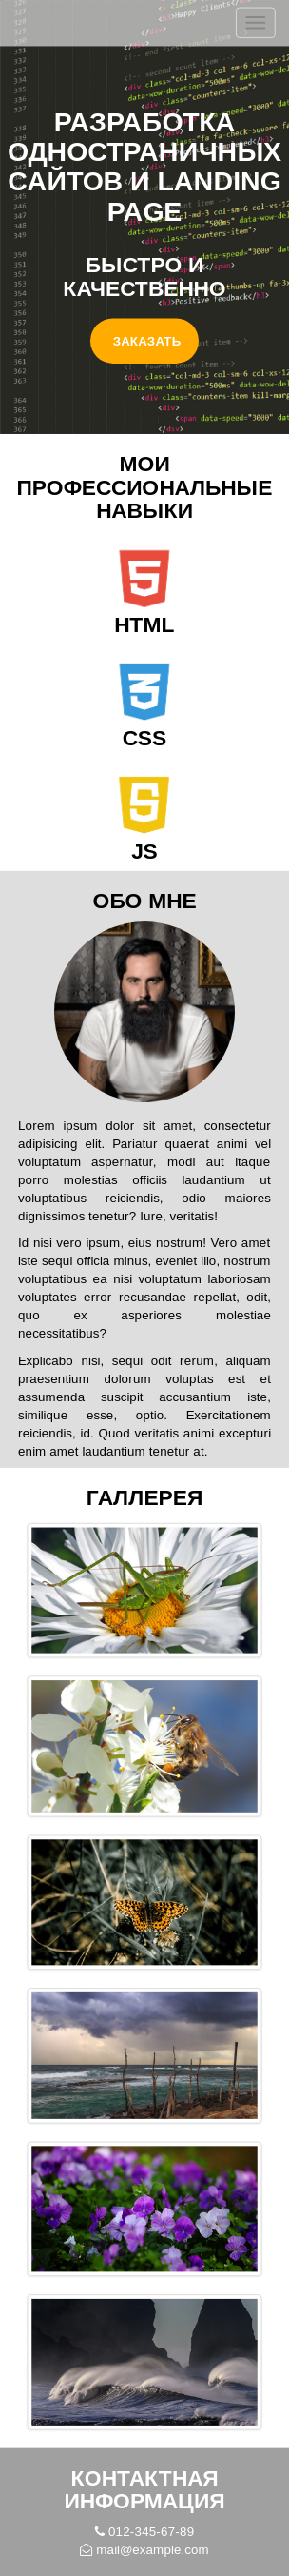 РАЗРАБОТКА
ОДНОСТРАНИЧНЫХ
САЙТОВ И LANDING
PAGE
БЫСТРО И
КАЧЕСТВЕННО
ЗАКАЗАТЬ
МОИ
ПРОФЕССИОНАЛЬНЫЕ
НАВЫКИ
HTML
CSS
JS
ОБО МНЕ
Lorem ipsum dolor sit amet, consectetur
adipisicing elit. Pariatur quaerat animi vel
voluptatum aspernatur, modi aut itaque
porro molestias officiis laudantium ut
voluptatibus reiciendis, odio maiores
dignissimos tenetur? Iure, veritatis!
Id nisi vero ipsum, eius nostrum! Vero amet
iste sequi officia minus, eveniet illo, nostrum
voluptatibus ea nisi voluptatum laboriosam
voluptates error recusandae repellat, odit,
quo ex asperiores molestiae
necessitatibus?
Explicabo nisi, sequi odit rerum, aliquam
praesentium dolorum voluptas est et
assumenda suscipit accusantium iste,
similique esse, optio. Exercitationem
reiciendis, id. Quod veritatis animi excepturi
enim amet laudantium tenetur at.
ГАЛЛЕРЕЯ
КОНТАКТНАЯ
ИНФОРМАЦИЯ
012-345-67-89
mail@example.com